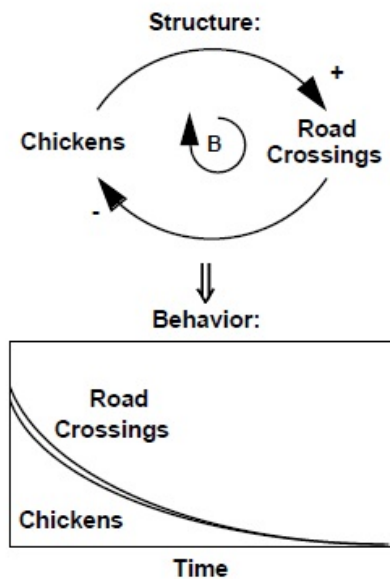 Structure:
+
Chickens
B
Road
Crossings
-
Behavior:
Road
Crossings
Chickens
Time